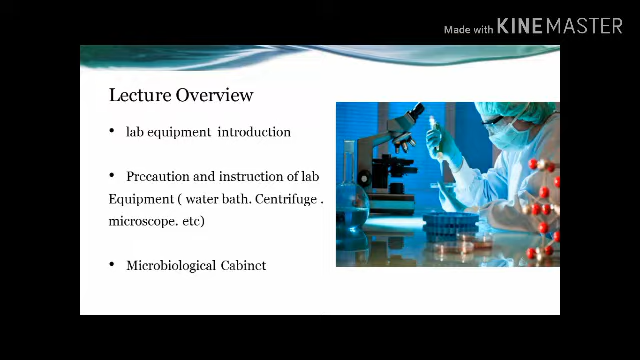 Made with KINEMASTER
Lecture Overview
• lab equipment introduction
• Precaution and instruction of lab
Equipment ( water bath. Centrifuge .
microscope. etc)
• Microbiological Cabinet